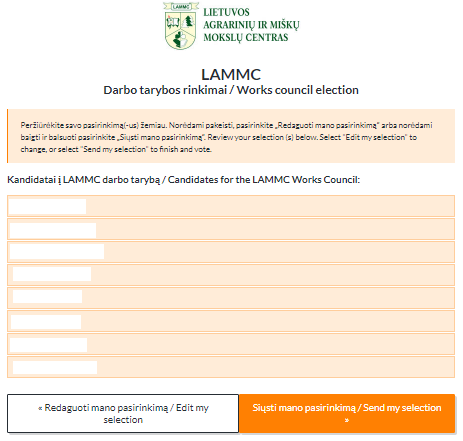 LAMMC
LIETUVOS
AGRARINIŲ IR MIŠKŲ
MOKSLŲ CENTRAS
LAMMC
Darbo tarybos rinkimai / Works council election
Peržiūrėkite savo pasirinkimą(-us) žemiau. Norėdami pakeisti, pasirinkite „Redaguoti mano pasirinkimą“ arba norėdami
baigti ir balsuoti pasirinkite „Siųsti mano pasirinkimą“. Review your selection (s) below. Select "Edit my selection" to
change, or select "Send my selection" to finish and vote.
Kandidatai į LAMMC darbo tarybą / Candidates for the LAMMC Works Council:
« Redaguoti mano pasirinkimą / Edit my
selection
Siųsti mano pasirinkimą / Send my selection
»